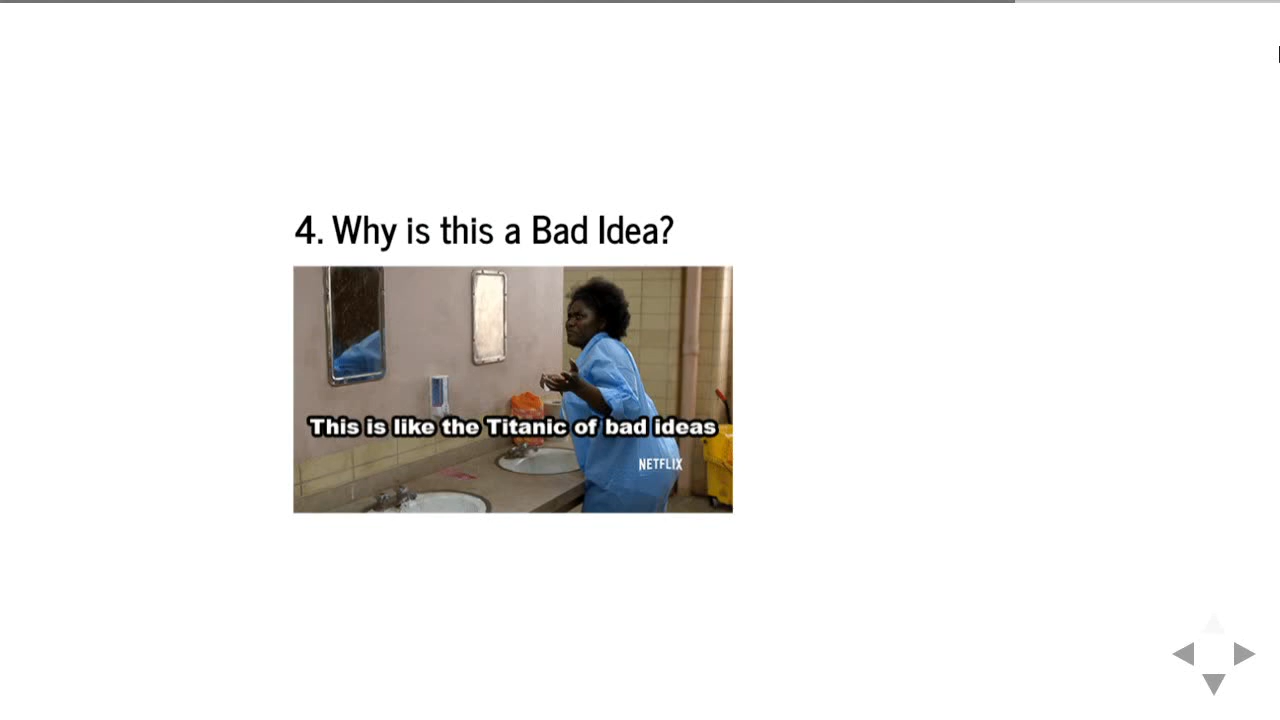 4. Why is this a Bad Idea?
This is like the Titanic of bad ideas
NETFLIX